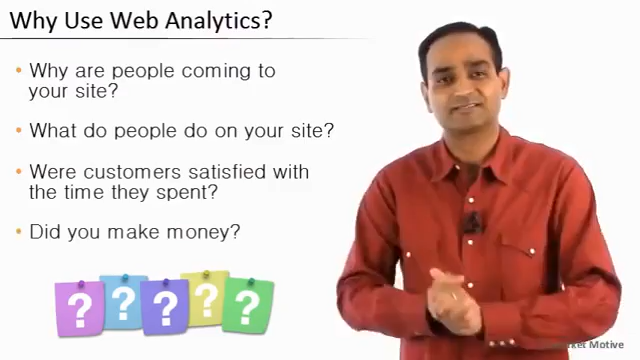 Why Use Web Analytics?
• Why are people coming to
your site?
• What do people do on your site?
• Were customers satisfied with
the time they spent?
• Did you make money?
? ? ? ? ?
Motive